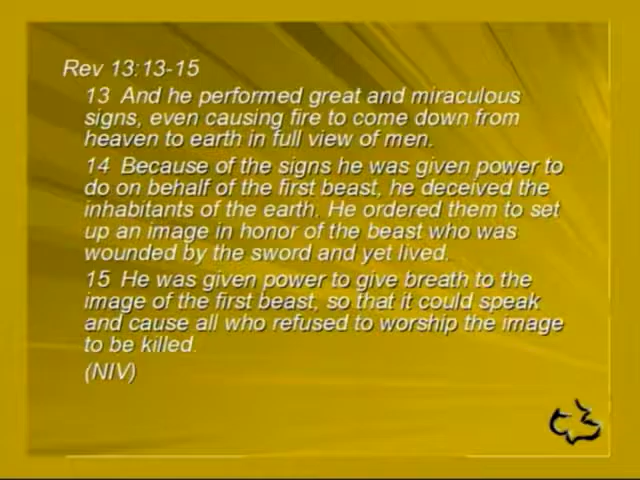 Rev 13:13-15
13 And he performed great and miraculous
signs, even causing fire to come down from
heaven to earth in full view of men.
14 Because of the signs he was given power to
do on behalf of the first beast, he deceived the
inhabitants of the earth. He ordered them to set
up an image in honor of the beast who was
wounded by the sword and yet lived.
15 He was given power to give breath to the
image of the first beast, so that it could speak
and cause all who refused to worship the image
to be killed.
(NIV)